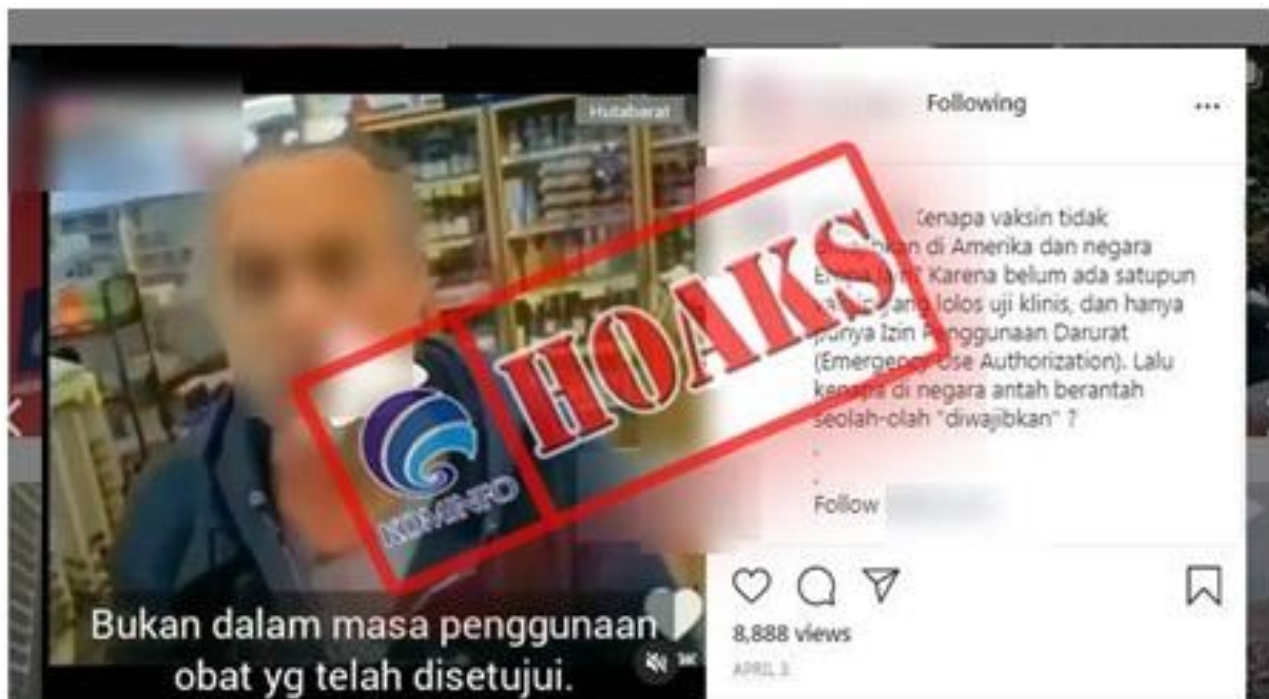 Hutabarat
Bukan dalam masa penggunaan
obat yg telah disetujui.
KOMINFO
HOAKS
Following
vaksin tidak
di Amerika dan negara
Karena belum ada satupun
yang lolos uji klinis, dan hanya
punya Izin Penggunaan Darurat
(Emergency Use Authorization). Lalu
kenapa di negara antah berantah
seolah-olah "diwajibkan" ?
.
.
Follow
8,888 views
APRIL 3